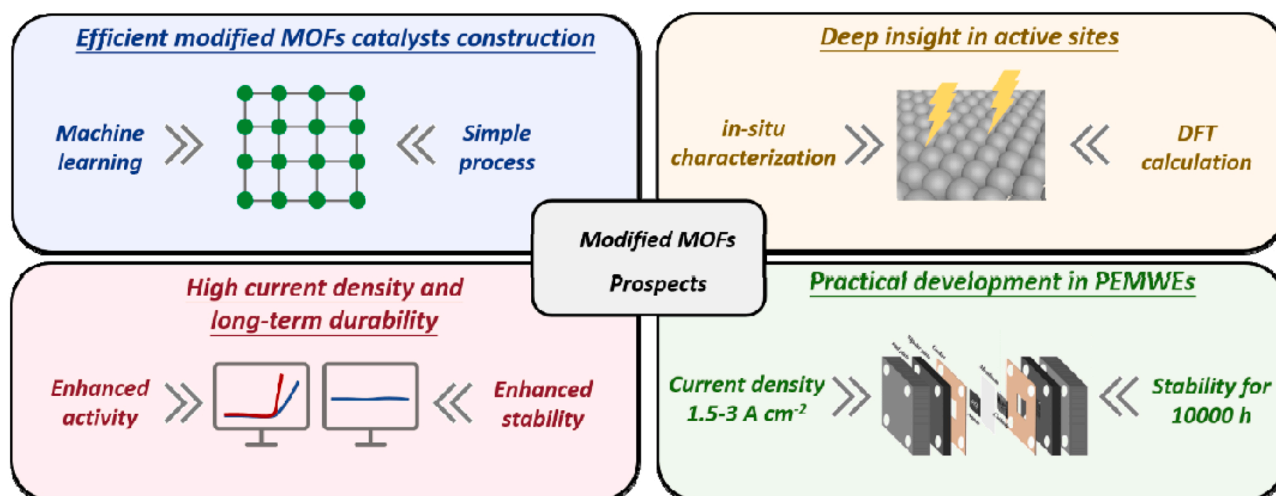 Efficient modified MOFs catalysts construction
Machine
learning
Simple
process
Deep insight in active sites
in-situ
characterization
DFT
calculation
Modified MOFs
Prospects
High current density and
long-term durability
Enhanced
activity
Enhanced
stability
Practical development in PEMWEs
Current density
1.5-3 A cm⁻²
Stability for
10000 h